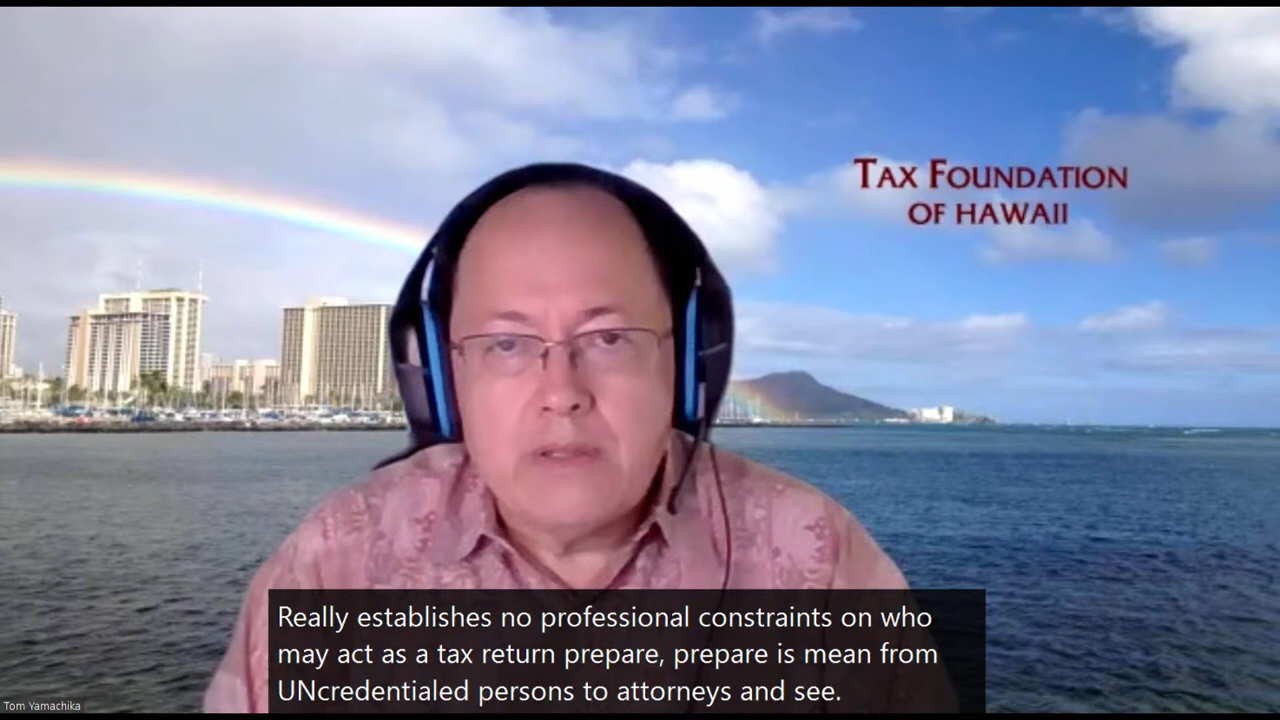 TAX FOUNDATION
OF HAWAII
Really establishes no professional constraints on who
may act as a tax return prepare, prepare is mean from
UNcredentialed persons to attorneys and see.
Tom Yamachika